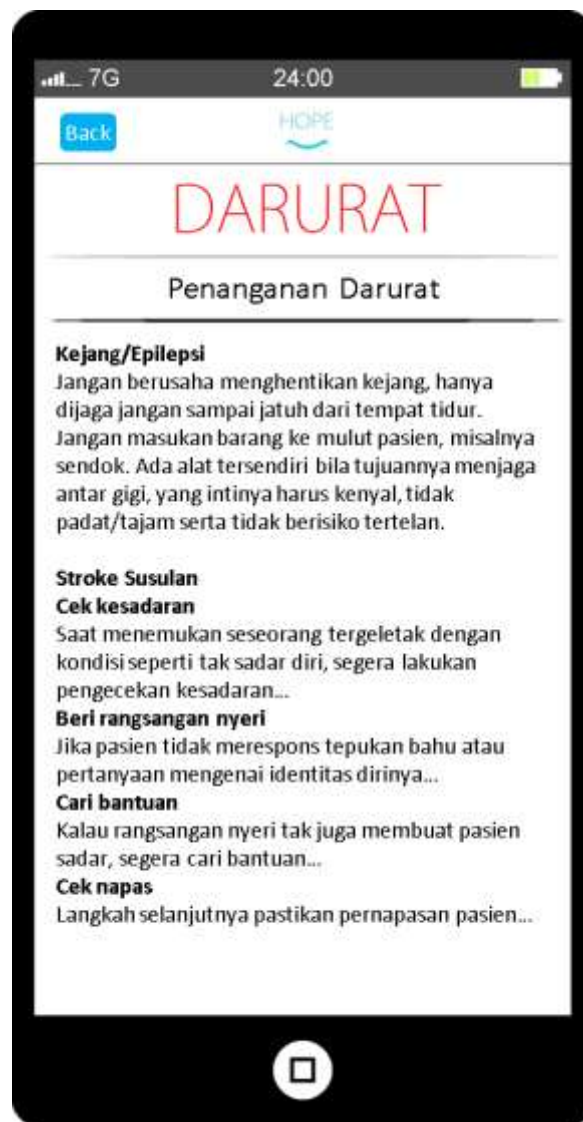 7G
24:00
Back
HOPE
DARURAT
Penanganan Darurat
Kejang/Epilepsi
Jangan berusaha menghentikan kejang, hanya
dijaga jangan sampai jatuh dari tempat tidur.
Jangan masukan barang ke mulut pasien, misalnya
sendok. Ada alat tersendiri bila tujuannya menjaga
antar gigi, yang intinya harus kenyal, tidak
padat/tajam serta tidak berisiko tertelan.
Stroke Susulan
Cek kesadaran
Saat menemukan seseorang tergeletak dengan
kondisi seperti tak sadar diri, segera lakukan
pengecekan kesadaran...
Beri rangsangan nyeri
Jika pasien tidak merespons tepukan bahu atau
pertanyaan mengenai identitas dirinya...
Cari bantuan
Kalau rangsangan nyeri tak juga membuat pasien
sadar, segera cari bantuan...
Cek napas
Langkah selanjutnya pastikan pernapasan pasien...